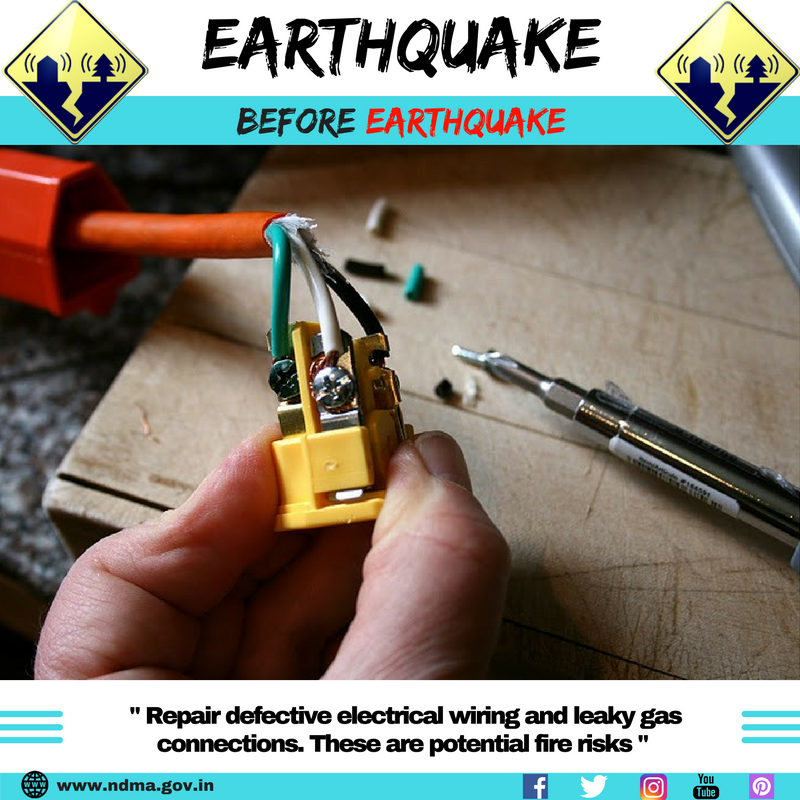 EARTHQUAKE
BEFORE EARTHQUAKE
" Repair defective electrical wiring and leaky gas
connections. These are potential fire risks "
www.ndma.gov.in
You
Tube